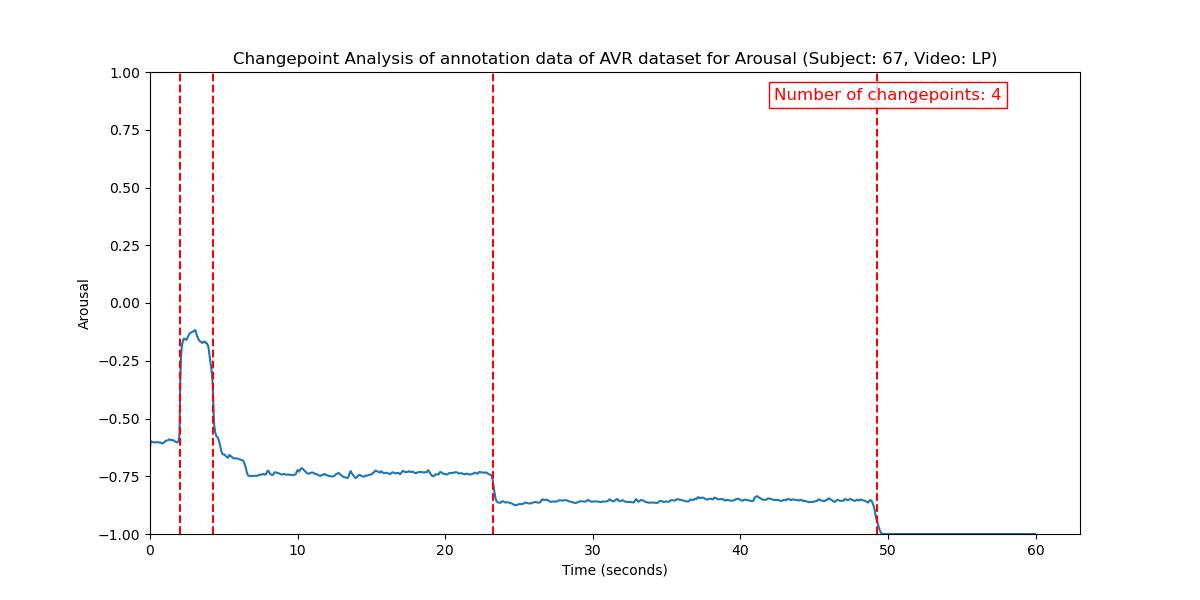 Changepoint Analysis of annotation data of AVR dataset for Arousal (Subject: 67, Video: LP)
Number of changepoints: 4
1.00
0.75
0.50
0.25
0.00
−0.25
−0.50
−0.75
−1.00
Arousal
0 10 20 30 40 50 60
Time (seconds)